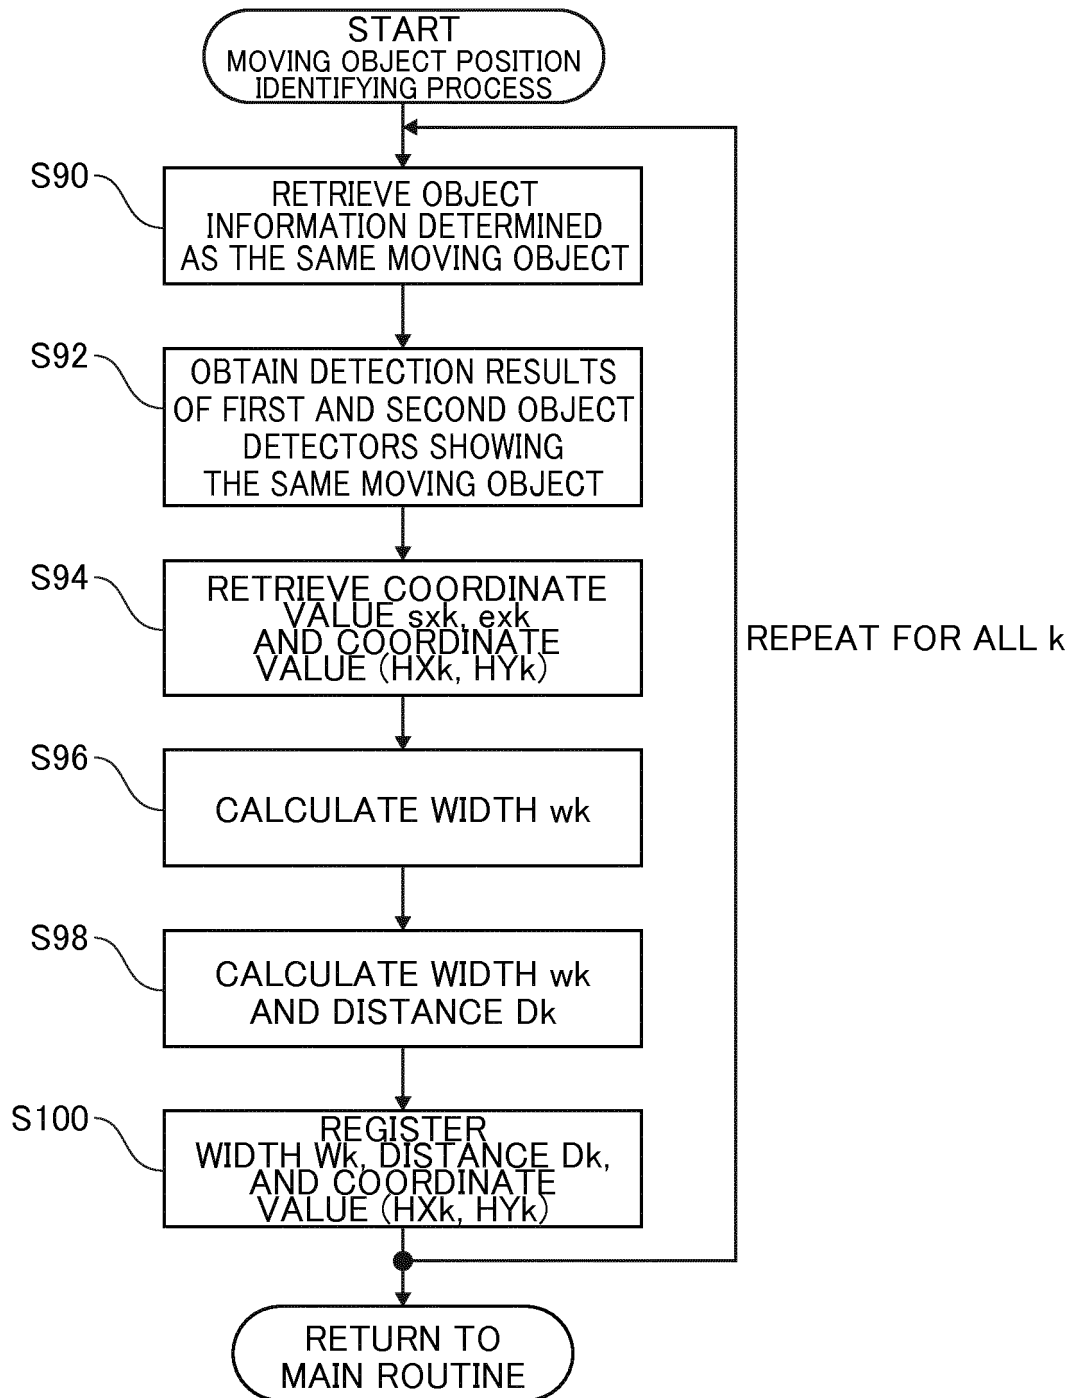 START
MOVING OBJECT POSITION
IDENTIFYING PROCESS
S90
RETRIEVE OBJECT
INFORMATION DETERMINED
AS THE SAME MOVING OBJECT
S92
OBTAIN DETECTION RESULTS
OF FIRST AND SECOND OBJECT
DETECTORS SHOWING
THE SAME MOVING OBJECT
S94
RETRIEVE COORDINATE
VALUE sxk, exk
AND COORDINATE
VALUE (HXk, HYk)
REPEAT FOR ALL k
S96
CALCULATE WIDTH wk
S98
CALCULATE WIDTH wk
AND DISTANCE Dk
S100
REGISTER
WIDTH Wk, DISTANCE Dk,
AND COORDINATE
VALUE (HXk, HYk)
RETURN TO
MAIN ROUTINE